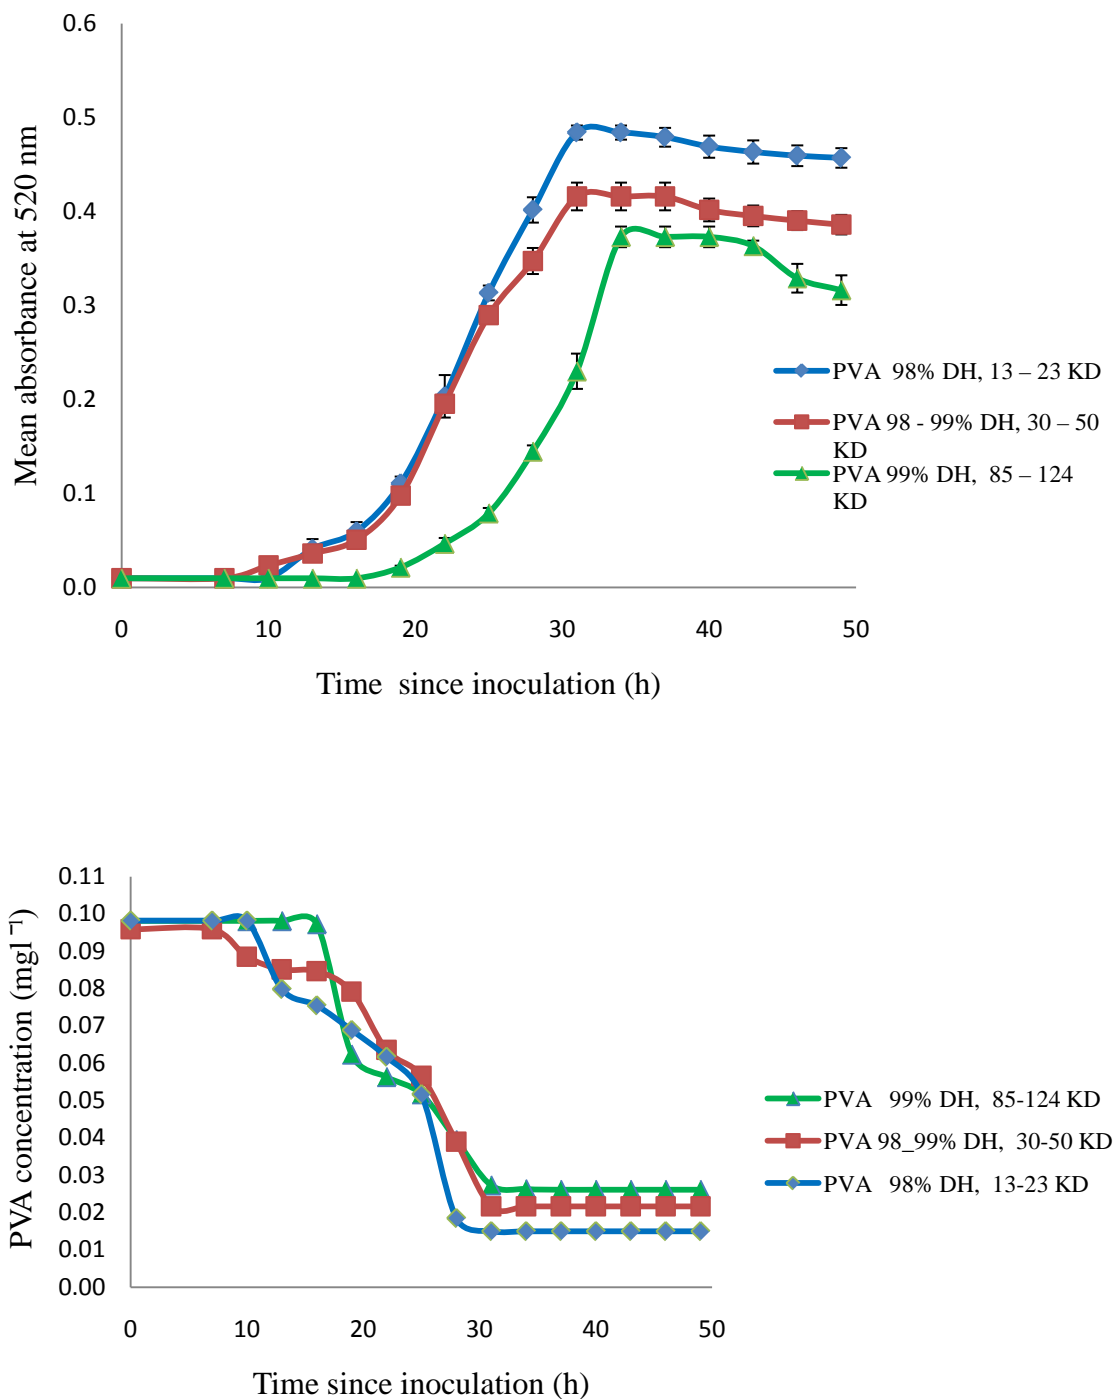 0.6
0.5
0.4
0.3
0.2
0.1
0.0
Mean absorbance at 520 nm
0 10 20 30 40 50
Time since inoculation (h)
PVA 98% DH, 13 – 23 KD
PVA 98 - 99% DH, 30 – 50
KD
PVA 99% DH, 85 – 124
KD
0.11
0.10
0.09
0.08
0.07
0.06
0.05
0.04
0.03
0.02
0.01
0.00
PVA concentration (mgl ⁻¹)
0 10 20 30 40 50
Time since inoculation (h)
PVA 99% DH, 85-124 KD
PVA 98_99% DH, 30-50 KD
PVA 98% DH, 13-23 KD